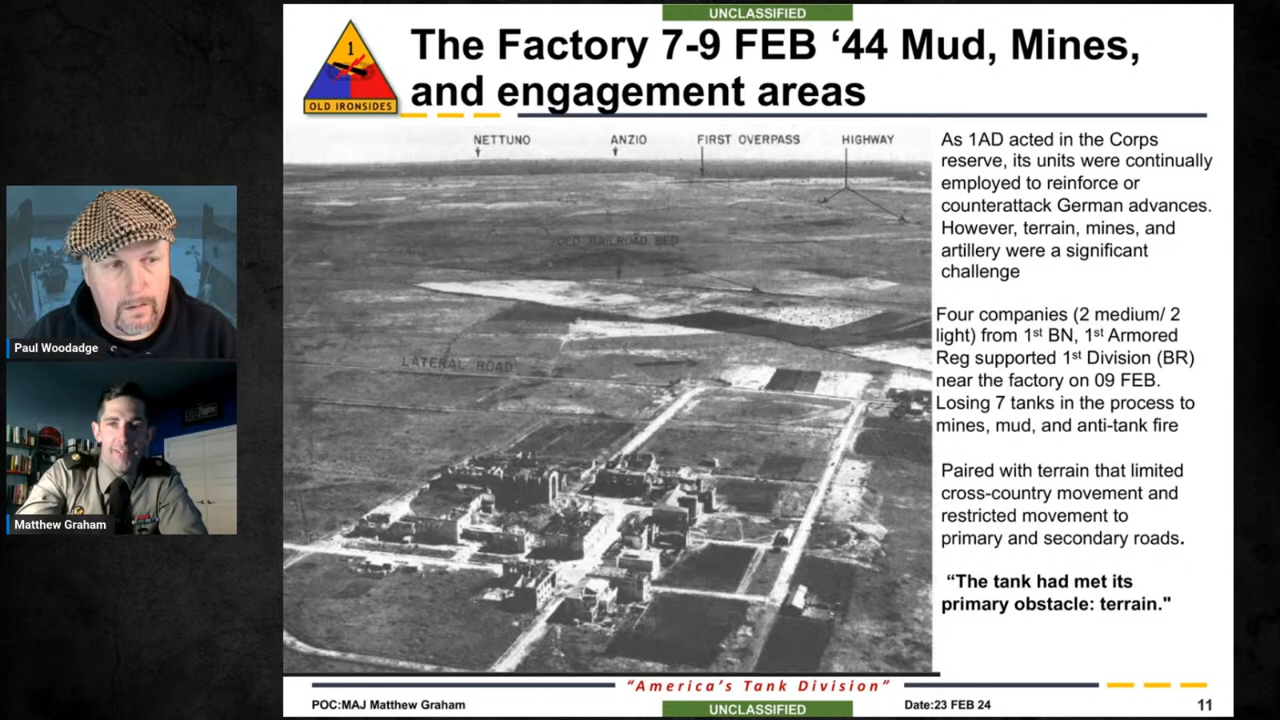 UNCLASSIFIED
1
OLD IRONSIDES
The Factory 7-9 FEB ‘44 Mud, Mines,
and engagement areas
Paul Woodadge
Matthew Graham
NETTUNO
ANZIO
FIRST OVERPASS
HIGHWAY
OLD RAILROAD BED
LATERAL ROAD
As 1AD acted in the Corps
reserve, its units were continually
employed to reinforce or
counterattack German advances.
However, terrain, mines, and
artillery were a significant
challenge
Four companies (2 medium/ 2
light) from 1st BN, 1st Armored
Reg supported 1st Division (BR)
near the factory on 09 FEB.
Losing 7 tanks in the process to
mines, mud, and anti-tank fire
Paired with terrain that limited
cross-country movement and
restricted movement to
primary and secondary roads.
“The tank had met its
primary obstacle: terrain."
“America’s Tank Division”
POC:MAJ Matthew Graham
UNCLASSIFIED
Date:23 FEB 24
11